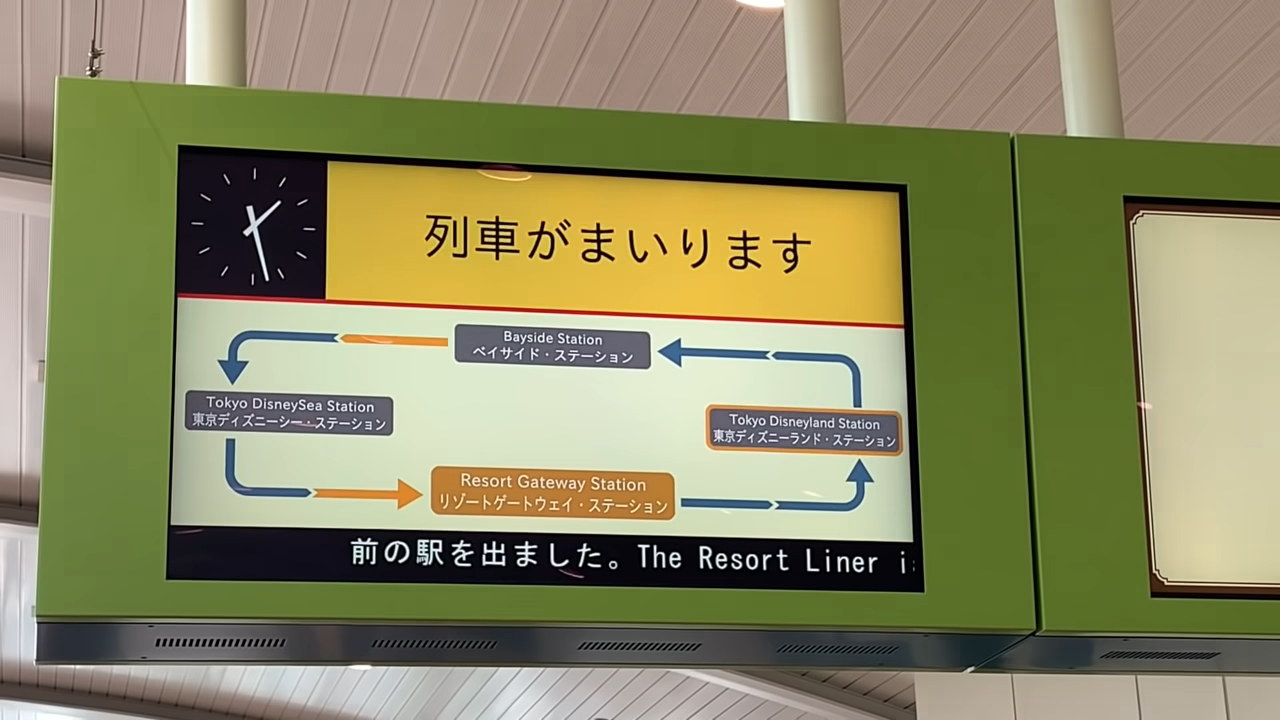 列車がまいります
Bayside Station
ベイサイド・ステーション
Tokyo DisneySea Station
東京ディズニーシー・ステーション
Tokyo Disneyland Station
東京ディズニーランド・ステーション
Resort Gateway Station
リゾートゲートウェイ・ステーション
前の駅を出ました。The Resort Liner i